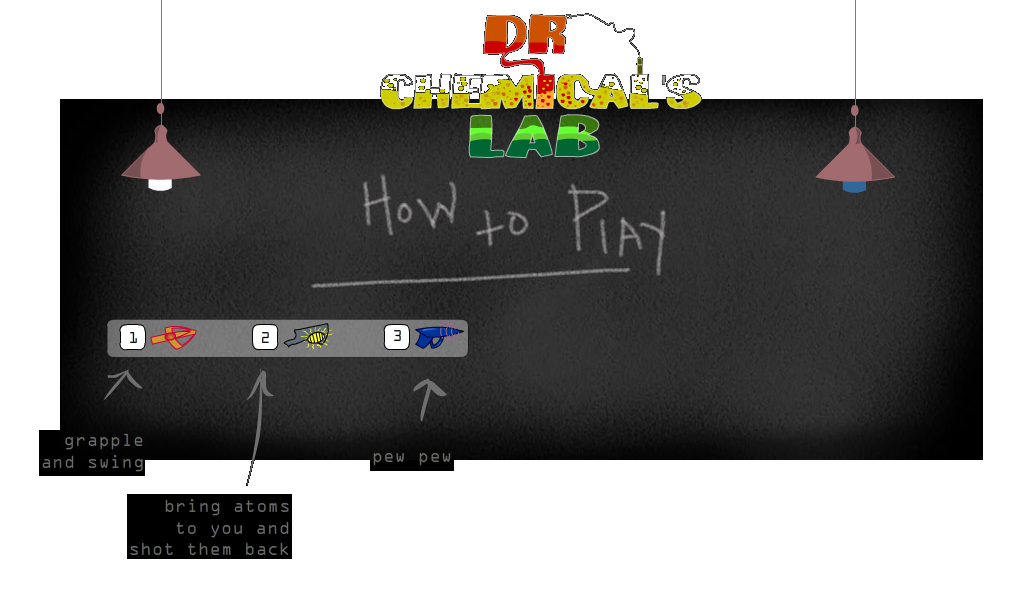 DR
CHEMICAL'S
LAB
How to Play
1 2 3
grapple
and swing
pew pew
bring atoms
to you and
shot them back